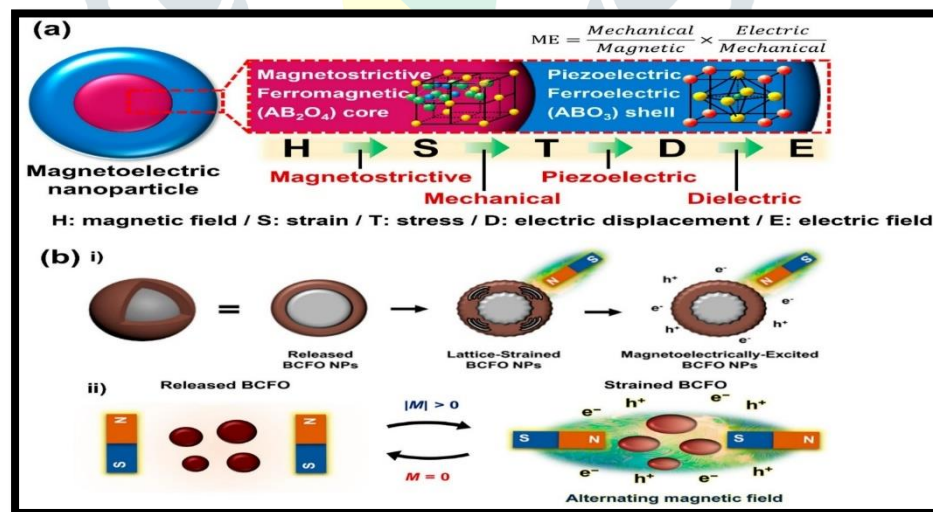 (a)
ME = Mechanical/Magnetic × Electric/Mechanical
Magnetostrictive
Ferromagnetic
(AB₂O₄) core
Piezoelectric
Ferroelectric
(ABO₃) shell
Magnetoelectric
nanoparticle
H S T D E
Magnetostrictive Piezoelectric
Mechanical Dielectric
H: magnetic field / S: strain / T: stress / D: electric displacement / E: electric field
(b) i)
N S
N S
h⁺ e⁻
e⁻ h⁺
e⁻
h⁺ h⁺
e⁻ e⁻
=
Released
BCFO NPs
Lattice-Strained
BCFO NPs
Magnetoelectrically-Excited
BCFO NPs
ii)
Released BCFO
Strained BCFO
N S
N S
|M| > 0
M = 0
e⁻ h⁺ e⁻ h⁺
S N
S N
e⁻ h⁺ e⁻ h⁺
Alternating magnetic field